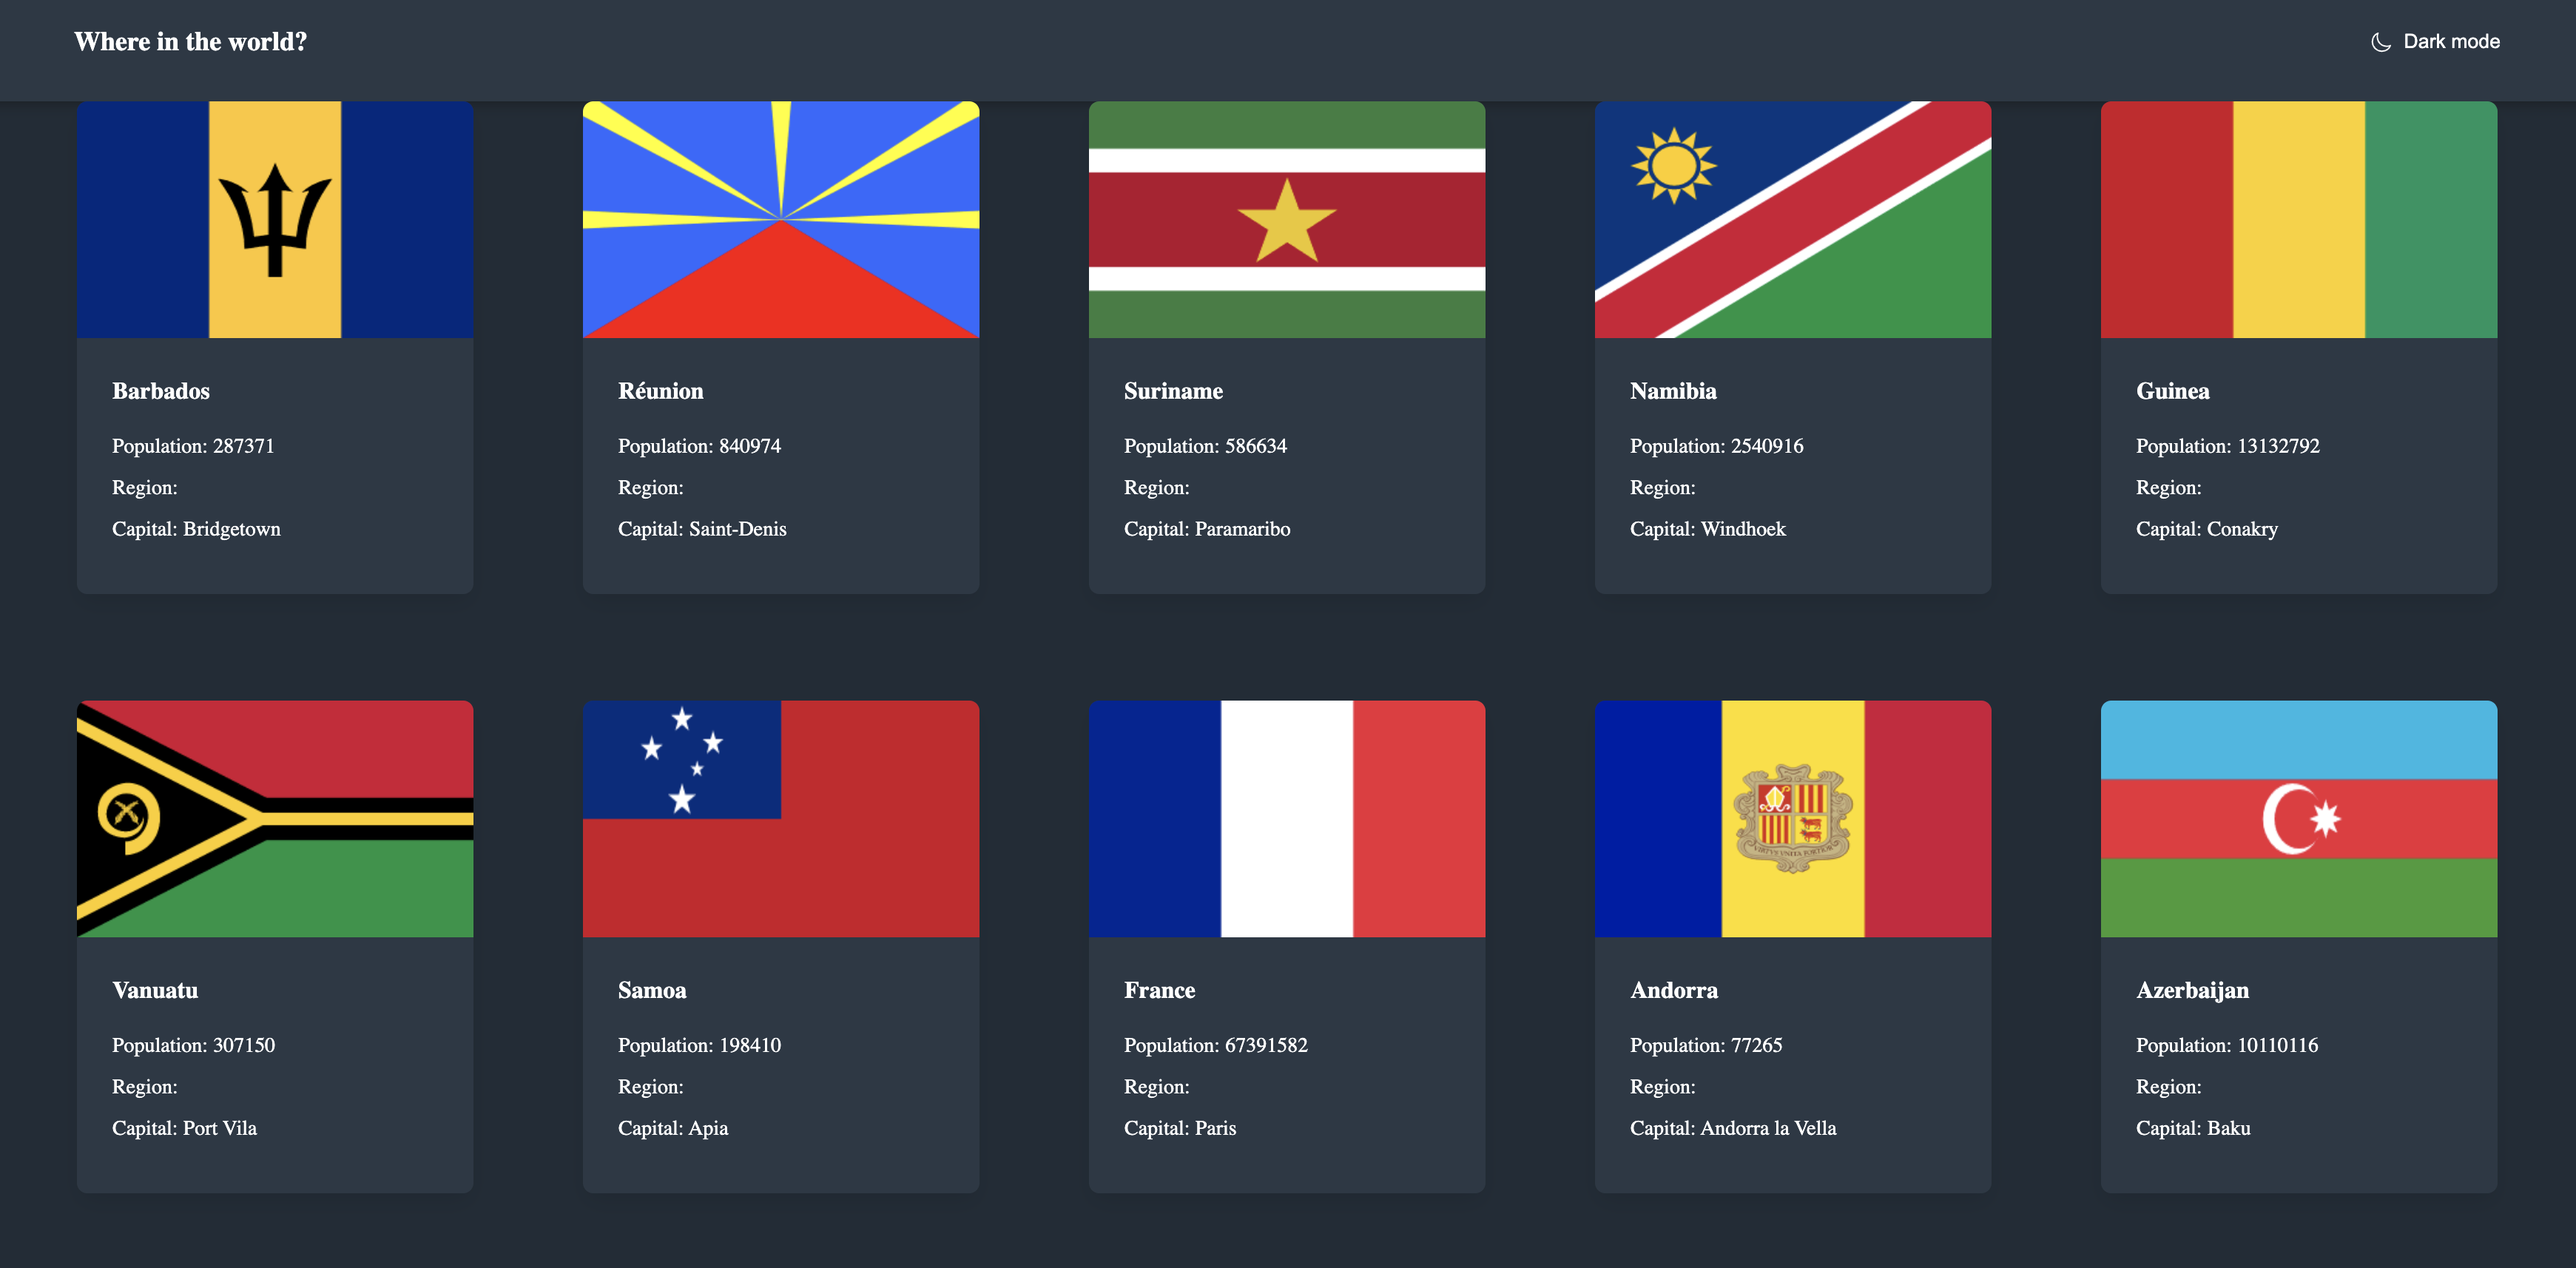 Where in the world?
Dark mode
Barbados
Population: 287371
Region:
Capital: Bridgetown
Réunion
Population: 840974
Region:
Capital: Saint-Denis
Suriname
Population: 586634
Region:
Capital: Paramaribo
Namibia
Population: 2540916
Region:
Capital: Windhoek
Guinea
Population: 13132792
Region:
Capital: Conakry
Vanuatu
Population: 307150
Region:
Capital: Port Vila
Samoa
Population: 198410
Region:
Capital: Apia
France
Population: 67391582
Region:
Capital: Paris
VIRTVS VNITA FORTIOR
Andorra
Population: 77265
Region:
Capital: Andorra la Vella
Azerbaijan
Population: 10110116
Region:
Capital: Baku